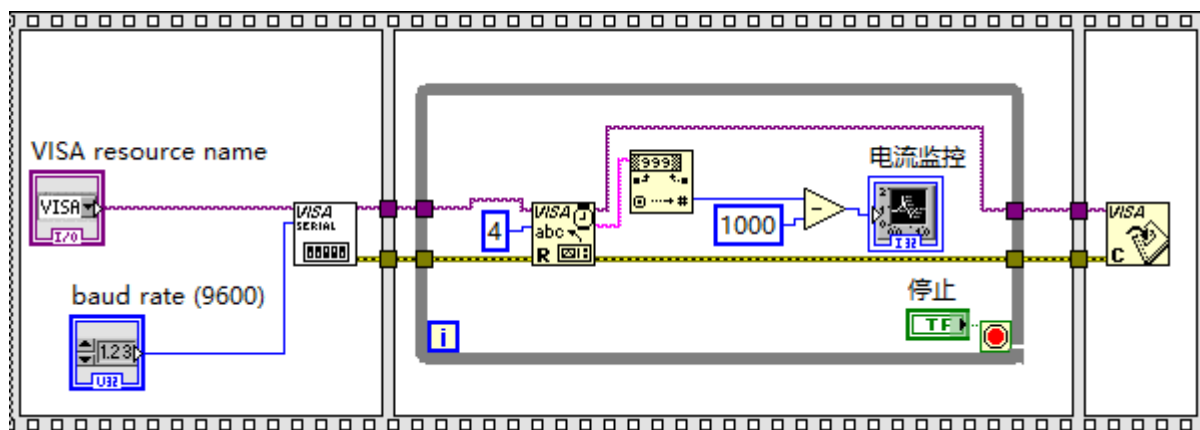 VISA resource name
VISA
I/O
baud rate (9600)
1.23
U32
VISA
SERIAL
4
VISA
abc
R
999
#
1000
电流监控
I32
停止
TF
i
VISA
C